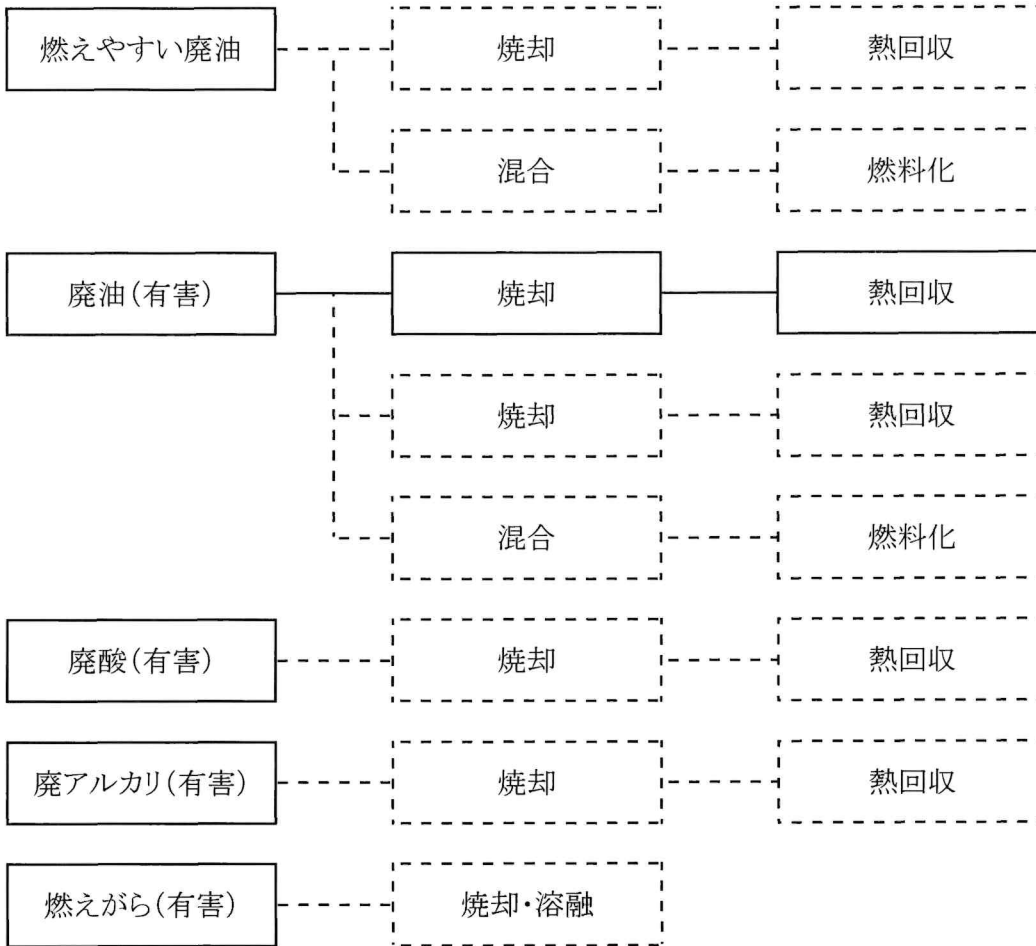 燃えやすい廃油
焼却
熱回収
混合
燃料化
廃油(有害)
焼却
熱回収
焼却
熱回収
混合
燃料化
廃酸(有害)
焼却
熱回収
廃アルカリ(有害)
焼却
熱回収
燃えがら(有害)
焼却・溶融